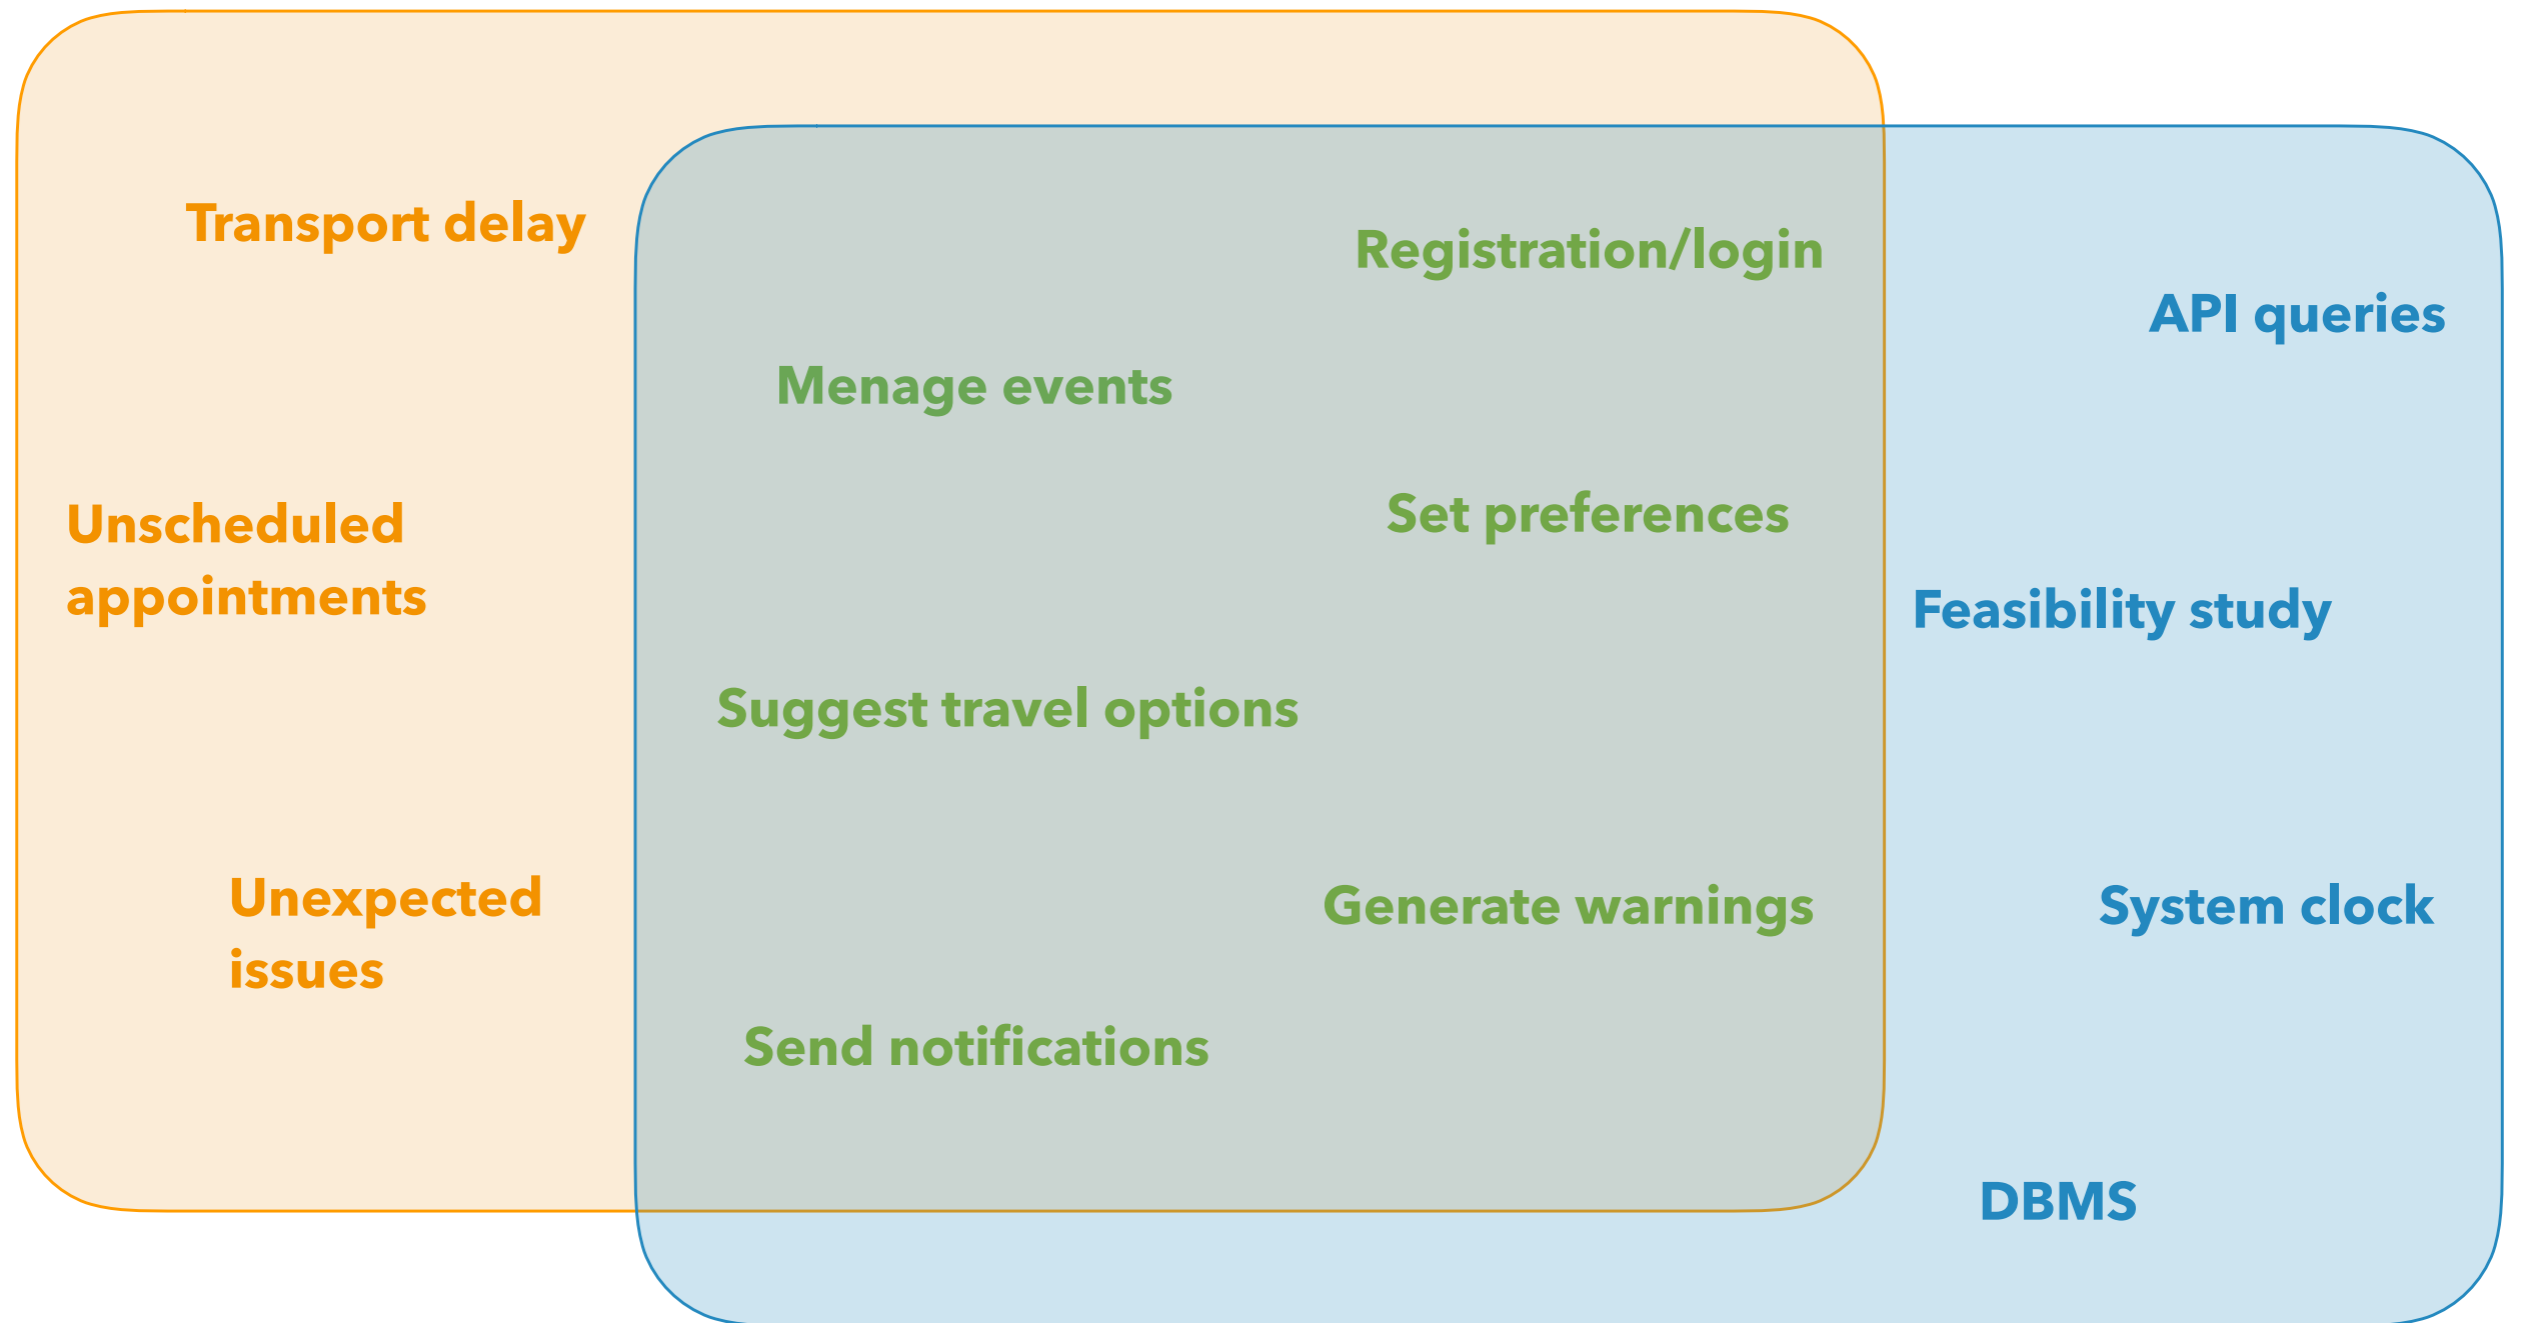 Transport delay
Unscheduled
appointments
Unexpected
issues
Registration/login
Menage events
Set preferences
Suggest travel options
Generate warnings
Send notifications
API queries
Feasibility study
System clock
DBMS